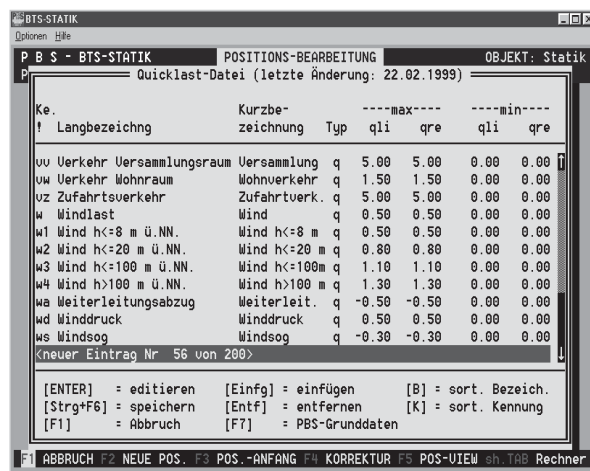 BTS-STATIK
Optionen Hilfe
P B S - BTS-STATIK POSITIONS-BEARBEITUNG OBJEKT: Statik
P Quicklast-Datei (letzte Änderung: 22.02.1999)
Ke. Kurzbe- ----max---- ----min----
! Langbezeichng zeichnung Typ qli qre qli qre
vv Verkehr Versammlungsraum Versammlung q 5.00 5.00 0.00 0.00
vw Verkehr Wohnraum Wohnverkehr q 1.50 1.50 0.00 0.00
vz Zufahrtsverkehr Zufahrtverk. q 5.00 5.00 0.00 0.00
w Windlast Wind q 0.50 0.50 0.00 0.00
w1 Wind h<=8 m ü.NN. Wind h<=8 m q 0.50 0.50 0.00 0.00
w2 Wind h<=20 m ü.NN. Wind h<=20 m q 0.80 0.80 0.00 0.00
w3 Wind h<=100 m ü.NN. Wind h<=100m q 1.10 1.10 0.00 0.00
w4 Wind h>100 m ü.NN. Wind h>100 m q 1.30 1.30 0.00 0.00
wa Weiterleitungsabzug Weiterleit. q -0.50 -0.50 0.00 0.00
wd Winddruck Winddruck q 0.50 0.50 0.00 0.00
ws Windsog Windsog q -0.30 -0.30 0.00 0.00
<neuer Eintrag Nr 56 von 200>
[ENTER] = editieren [Einfg] = einfügen [B] = sort. Bezeich.
[Strg+F6] = speichern [Entf] = entfernen [K] = sort. Kennung
[F1] = Abbruch [F7] = PBS-Grunddaten
F1 ABBRUCH F2 NEUE POS. F3 POS.-ANFANG F4 KORREKTUR F5 POS-VIEW sh.TAB Rechner